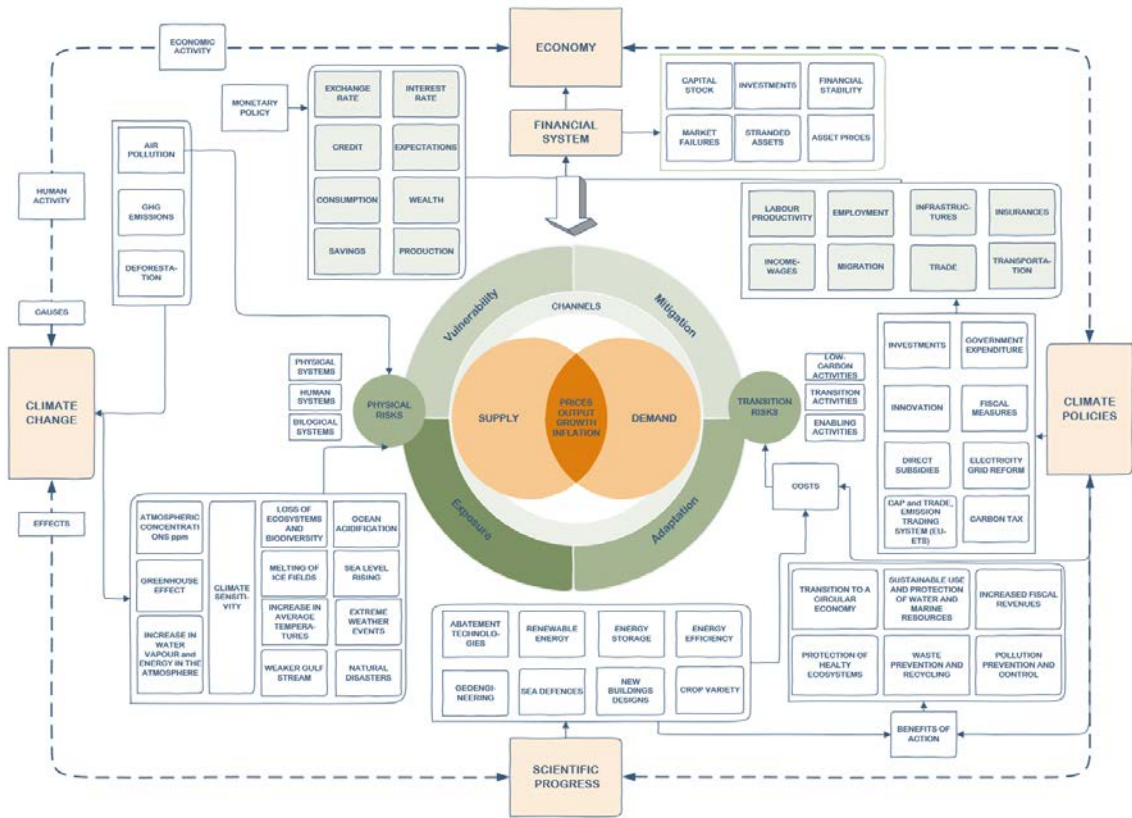 ECONOMIC
ACTIVITY
ECONOMY
MONETARY
POLICY
EXCHANGE
RATE
INTEREST
RATE
CREDIT
EXPECTATIONS
CONSUMPTION
WEALTH
SAVINGS
PRODUCTION
FINANCIAL
SYSTEM
CAPITAL
STOCK
INVESTMENTS
FINANCIAL
STABILITY
MARKET
FAILURES
STRANDED
ASSETS
ASSET PRICES
AIR
POLLUTION
GHG
EMISSIONS
DEFORESTA-
TION
HUMAN
ACTIVITY
CAUSES
CLIMATE
CHANGE
EFFECTS
LABOUR
PRODUCTIVITY
EMPLOYMENT
INFRASTRUC-
TURES
INSURANCES
INCOME-
WAGES
MIGRATION
TRADE
TRANSPORTA-
TION
Vulnerability
Mitigation
CHANNELS
PHYSICAL
SYSTEMS
HUMAN
SYSTEMS
BILOGICAL
SYSTEMS
PHYSICAL
RISKS
SUPPLY
PRICES
OUTPUT
GROWTH
INFLATION
DEMAND
TRANSITION
RISKS
LOW-
CARBON
ACTIVITIES
TRANSITION
ACTIVITIES
ENABLING
ACTIVITIES
Exposure
Adaptation
INVESTMENTS
GOVERNMENT
EXPENDITURE
INNOVATION
FISCAL
MEASURES
DIRECT
SUBSIDIES
ELECTRICITY
GRID REFORM
CAP and TRADE,
EMISSION
TRADING
SYSTEM (EU-
ETS)
CARBON TAX
CLIMATE
POLICIES
COSTS
ATMOSPHERIC
CONCENTRATI
ONS ppm
GREENHOUSE
EFFECT
INCREASE IN
WATER
VAPOUR and
ENERGY IN THE
ATMOSPHERE
CLIMATE
SENSITI-
VITY
LOSS OF
ECOSYSTEMS
AND
BIODIVERSITY
OCEAN
ACIDIFICATION
MELTING OF
ICE FIELDS
SEA LEVEL
RISING
INCREASE IN
AVERAGE
TEMPERA-
TURES
EXTREME
WEATHER
EVENTS
WEAKER GULF
STREAM
NATURAL
DISASTERS
ABATEMENT
TECHNOLO-
GIES
RENEWABLE
ENERGY
ENERGY
STORAGE
ENERGY
EFFICIENCY
GEOENGI-
NEERING
SEA DEFENCES
NEW
BUILDINGS
DESIGNS
CROP VARIETY
TRANSITION TO A
CIRCULAR
ECONOMY
SUSTAINABLE USE
AND PROTECTION
OF WATER AND
MARINE
RESOURCES
INCREASED FISCAL
REVENUES
PROTECTION OF
HEALTY
ECOSYSTEMS
WASTE
PREVENTION AND
RECYCLING
POLLUTION
PREVENTION AND
CONTROL
BENEFITS OF
ACTION
SCIENTIFIC
PROGRESS